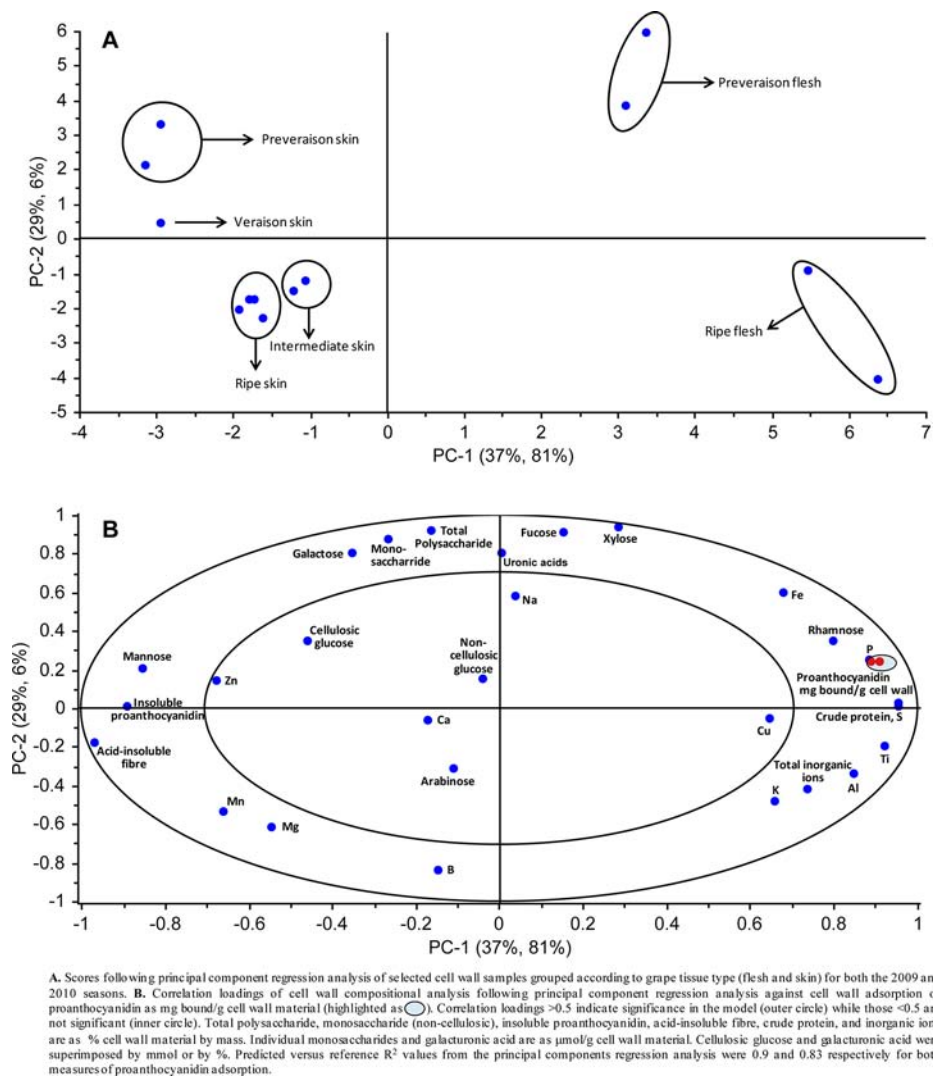 A
PC-2 (29%, 6%)
6
5
4
3
2
1
0
-1
-2
-3
-4
-5
Preveraison flesh
Preveraison skin
Veraison skin
Intermediate skin
Ripe skin
Ripe flesh
-4 -3 -2 -1 0 1 2 3 4 5 6 7
PC-1 (37%, 81%)
B
PC-2 (29%, 6%)
1
0.8
0.6
0.4
0.2
0
-0.2
-0.4
-0.6
-0.8
-1
Total
Polysaccharide
Mono-
saccharride
Galactose
Fucose
Xylose
Uronic acids
Na
Fe
Cellulosic
glucose
Non-
cellulosic
glucose
Rhamnose
P
Mannose
Zn
Proanthocyanidin
mg bound/g cell wall
Insoluble
proanthocyanidin
Crude protein, S
Ca
Cu
Acid-insoluble
fibre
Ti
Arabinose
Total inorganic
ions
K
Al
Mn
Mg
B
-1 -0.8 -0.6 -0.4 -0.2 0 0.2 0.4 0.6 0.8 1
PC-1 (37%, 81%)
A. Scores following principal component regression analysis of selected cell wall samples grouped according to grape tissue type (flesh and skin) for both the 2009 an
2010 seasons. B. Correlation loadings of cell wall compositional analysis following principal component regression analysis against cell wall adsorption o
proanthocyanidin as mg bound/g cell wall material (highlighted as ). Correlation loadings >0.5 indicate significance in the model (outer circle) while those <0.5 ar
not significant (inner circle). Total polysaccharide, monosaccharide (non-cellulosic), insoluble proanthocyanidin, acid-insoluble fibre, crude protein, and inorganic ion
are as % cell wall material by mass. Individual monosaccharides and galacturonic acid are as μmol/g cell wall material. Cellulosic glucose and galacturonic acid wer
superimposed by mmol or by %. Predicted versus reference R² values from the principal components regression analysis were 0.9 and 0.83 respectively for bot
measures of proanthocyanidin adsorption.